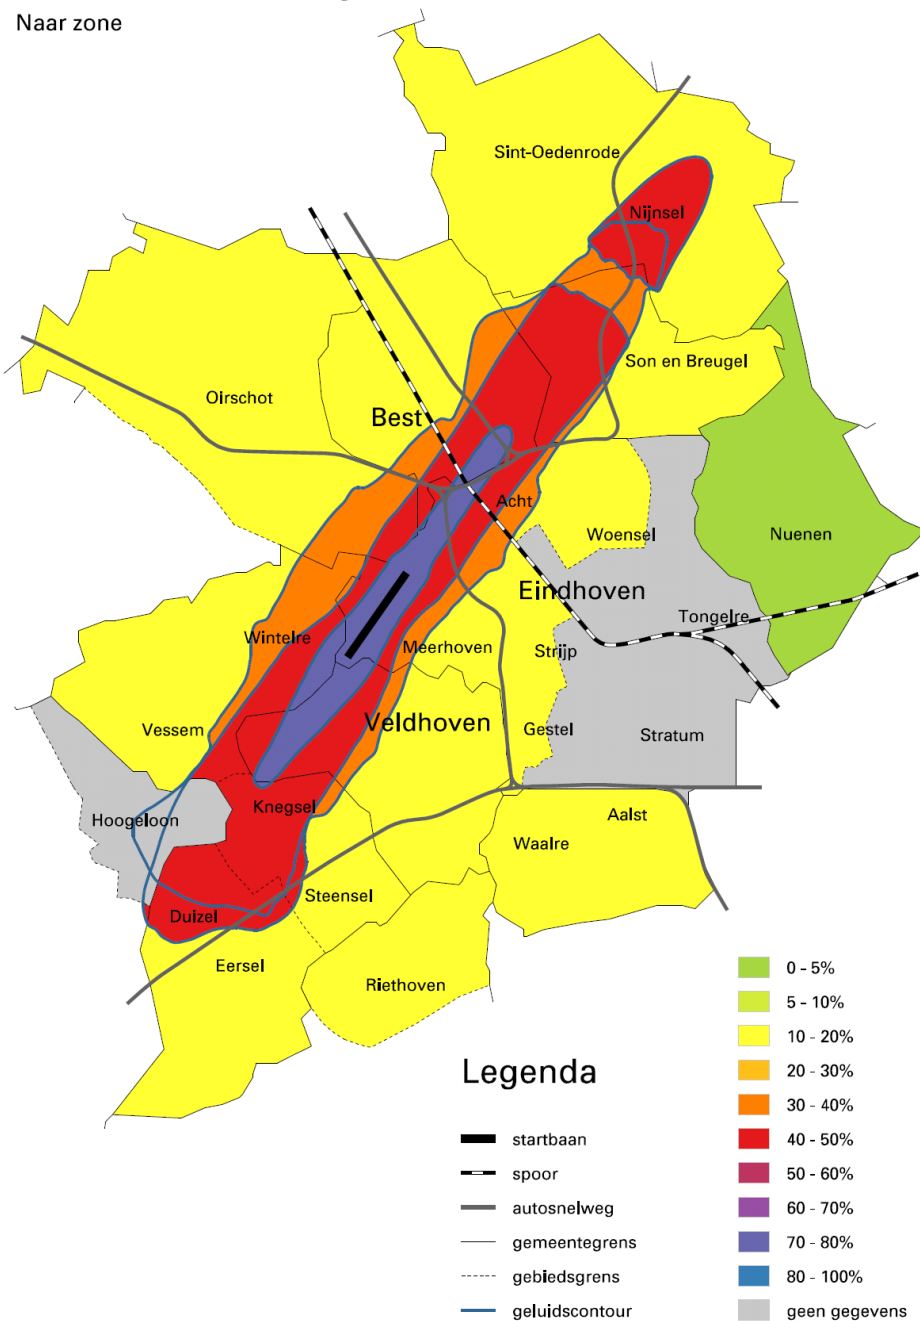 Naar zone
Sint-Oedenrode
Nijnsel
Son en Breugel
Oirschot
Best
Acht
Woensel
Nuenen
Eindhoven
Tongelre
Wintelre
Meerhoven
Strijp
Vessem
Veldhoven
Gestel
Stratum
Hoogeloon
Knegsel
Aalst
Waalre
Steensel
Duizel
Eersel
Riethoven
Legenda
startbaan
spoor
autosnelweg
gemeentegrens
gebiedsgrens
geluidscontour
0 - 5%
5 - 10%
10 - 20%
20 - 30%
30 - 40%
40 - 50%
50 - 60%
60 - 70%
70 - 80%
80 - 100%
geen gegevens